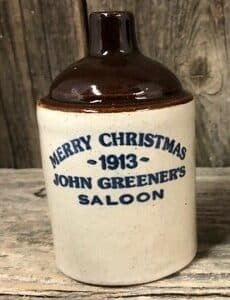 MERRY CHRISTMAS
-1913-
JOHN GREENER'S
SALOON